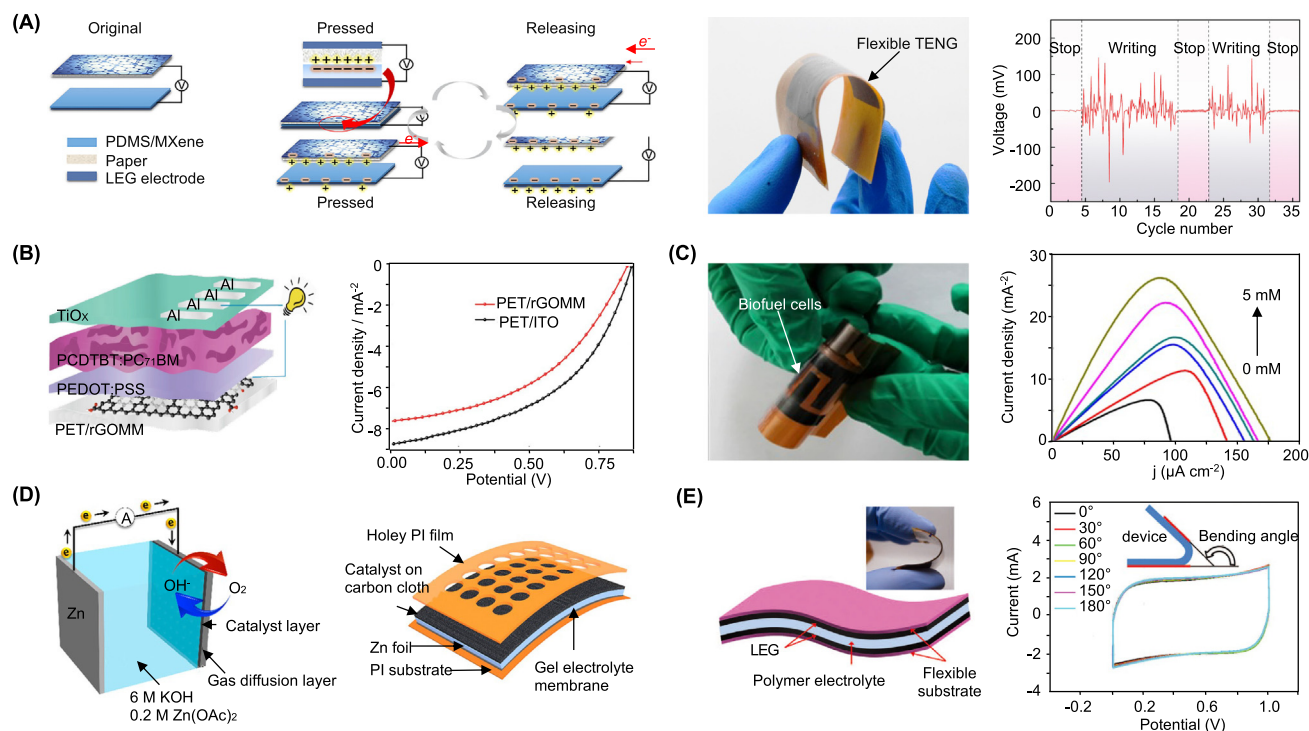 (A)
Original
V
PDMS/MXene
Paper
LEG electrode
Pressed
V
++++++
V
e-
V
Pressed
Releasing
e-
V
V
Releasing
Flexible TENG
Voltage (mV)
200
100
0
-100
-200
Stop
Writing
Stop
Writing
Stop
0 5 10 15 20 25 30 35
Cycle number
(B)
Al
Al
Al
Al
TiOx
PCDTBT:PC71BM
PEDOT:PSS
PET/rGOMM
Current density / mA-2
0
-2
-4
-6
-8
PET/rGOMM
PET/ITO
0.00 0.25 0.50 0.75
Potential (V)
(C)
Biofuel cells
Current density (mA-2)
30
25
20
10
0
5 mM
0 mM
0 50 100 150 200
j (µA cm-2)
(D)
e
e
A
e
e
e
Zn
OH-
O2
Catalyst layer
Gas diffusion layer
6 M KOH
0.2 M Zn(OAc)2
Holey PI film
Catalyst on
carbon cloth
Zn foil
PI substrate
Gel electrolyte
membrane
(E)
LEG
Polymer electrolyte
Flexible
substrate
Current (mA)
6
4
2
0
-2
-4
0°
30°
60°
90°
120°
150°
180°
device
Bending angle
-0.2 0.2 0.6 1.0
Potential (V)